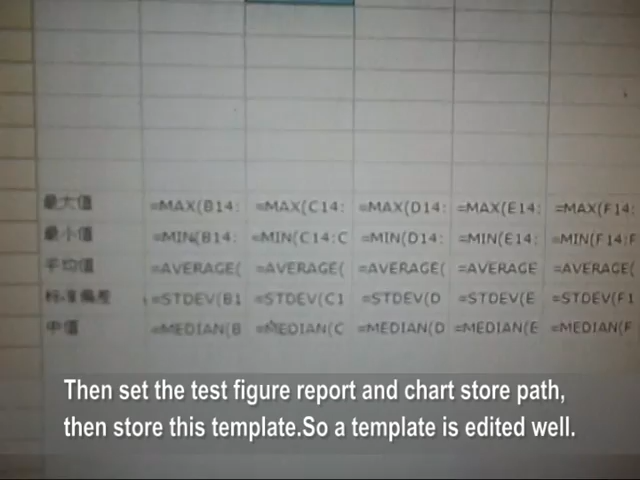 最大值 =MAX(B14: =MAX(C14: =MAX(D14: =MAX(E14: =MAX(F14:
最小值 =MIN(B14: =MIN(C14:C =MIN(D14: =MIN(E14: =MIN(F14:F
平均值 =AVERAGE( =AVERAGE( =AVERAGE( =AVERAGE =AVERAGE(
标准偏差 =STDEV(B1 =STDEV(C1 =STDEV(D =STDEV(E =STDEV(F1
中值 =MEDIAN(B =MEDIAN(C =MEDIAN(D =MEDIAN(E =MEDIAN(F
Then set the test figure report and chart store path,
then store this template.So a template is edited well.